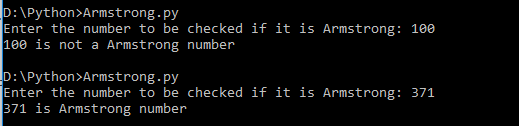 D:\Python>Armstrong.py
Enter the number to be checked if it is Armstrong: 100
100 is not a Armstrong number
D:\Python>Armstrong.py
Enter the number to be checked if it is Armstrong: 371
371 is Armstrong number